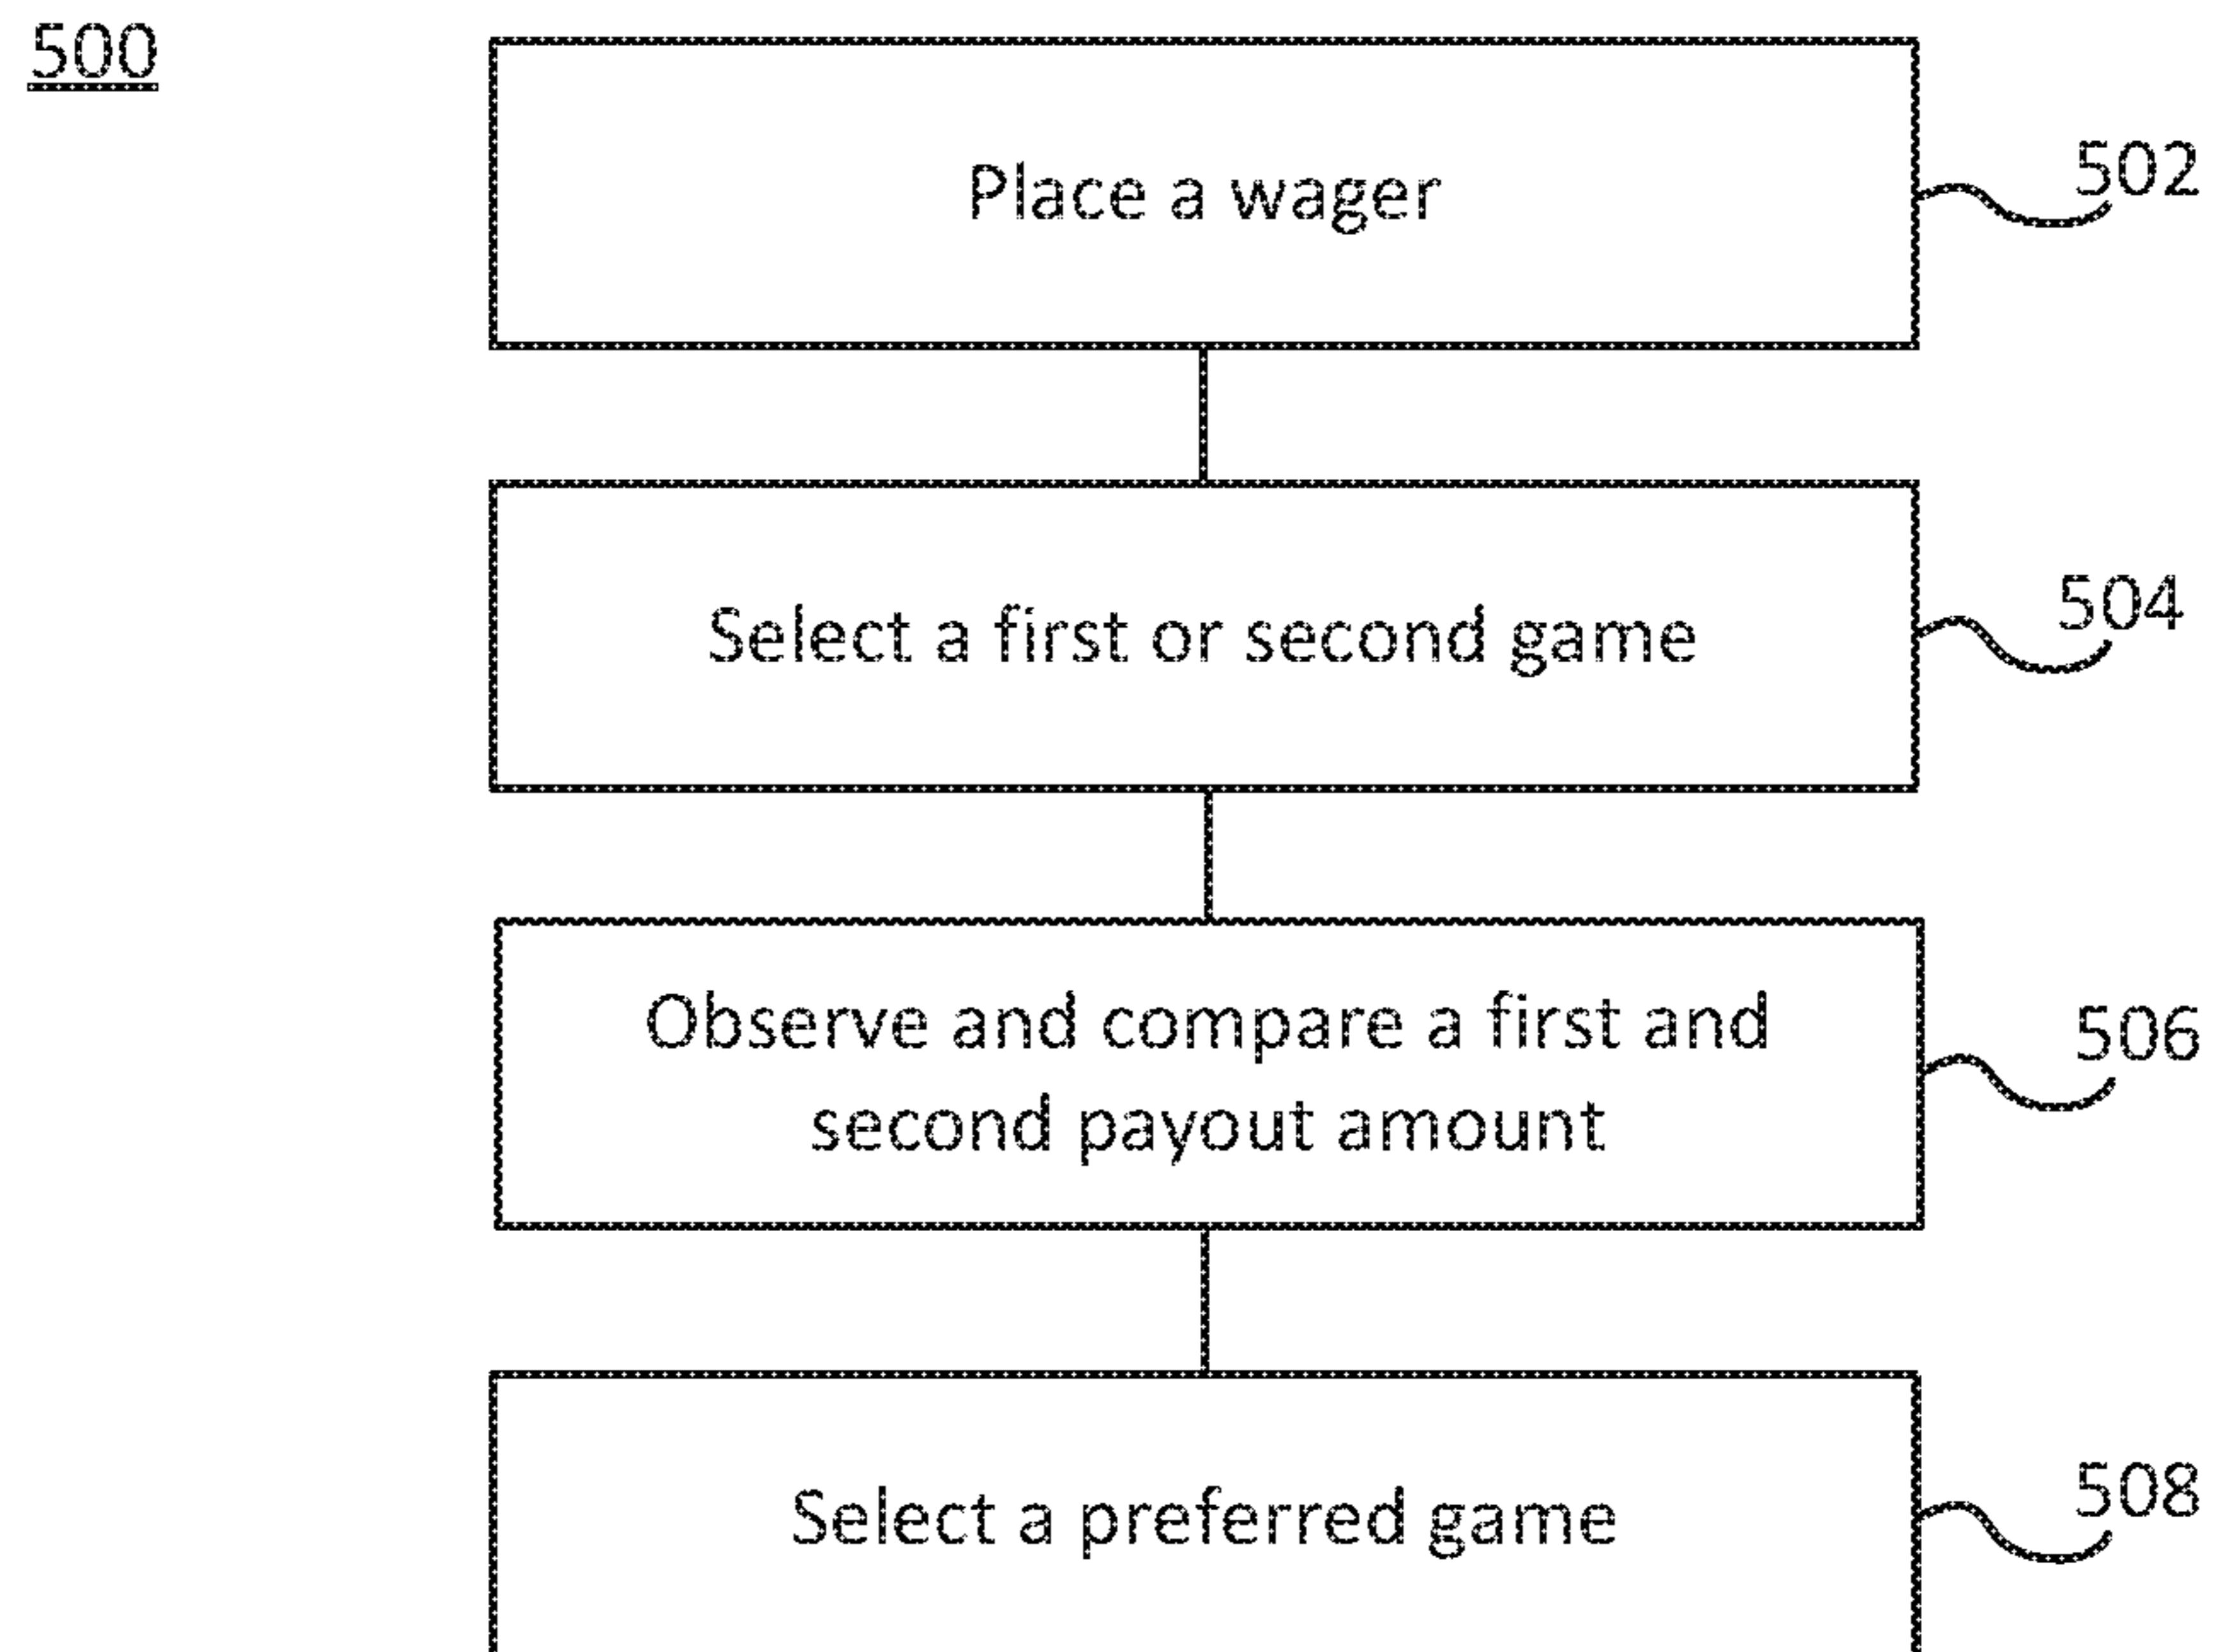 500
Place a wager
502
Select a first or second game
504
Observe and compare a first and
second payout amount
506
Select a preferred game
508